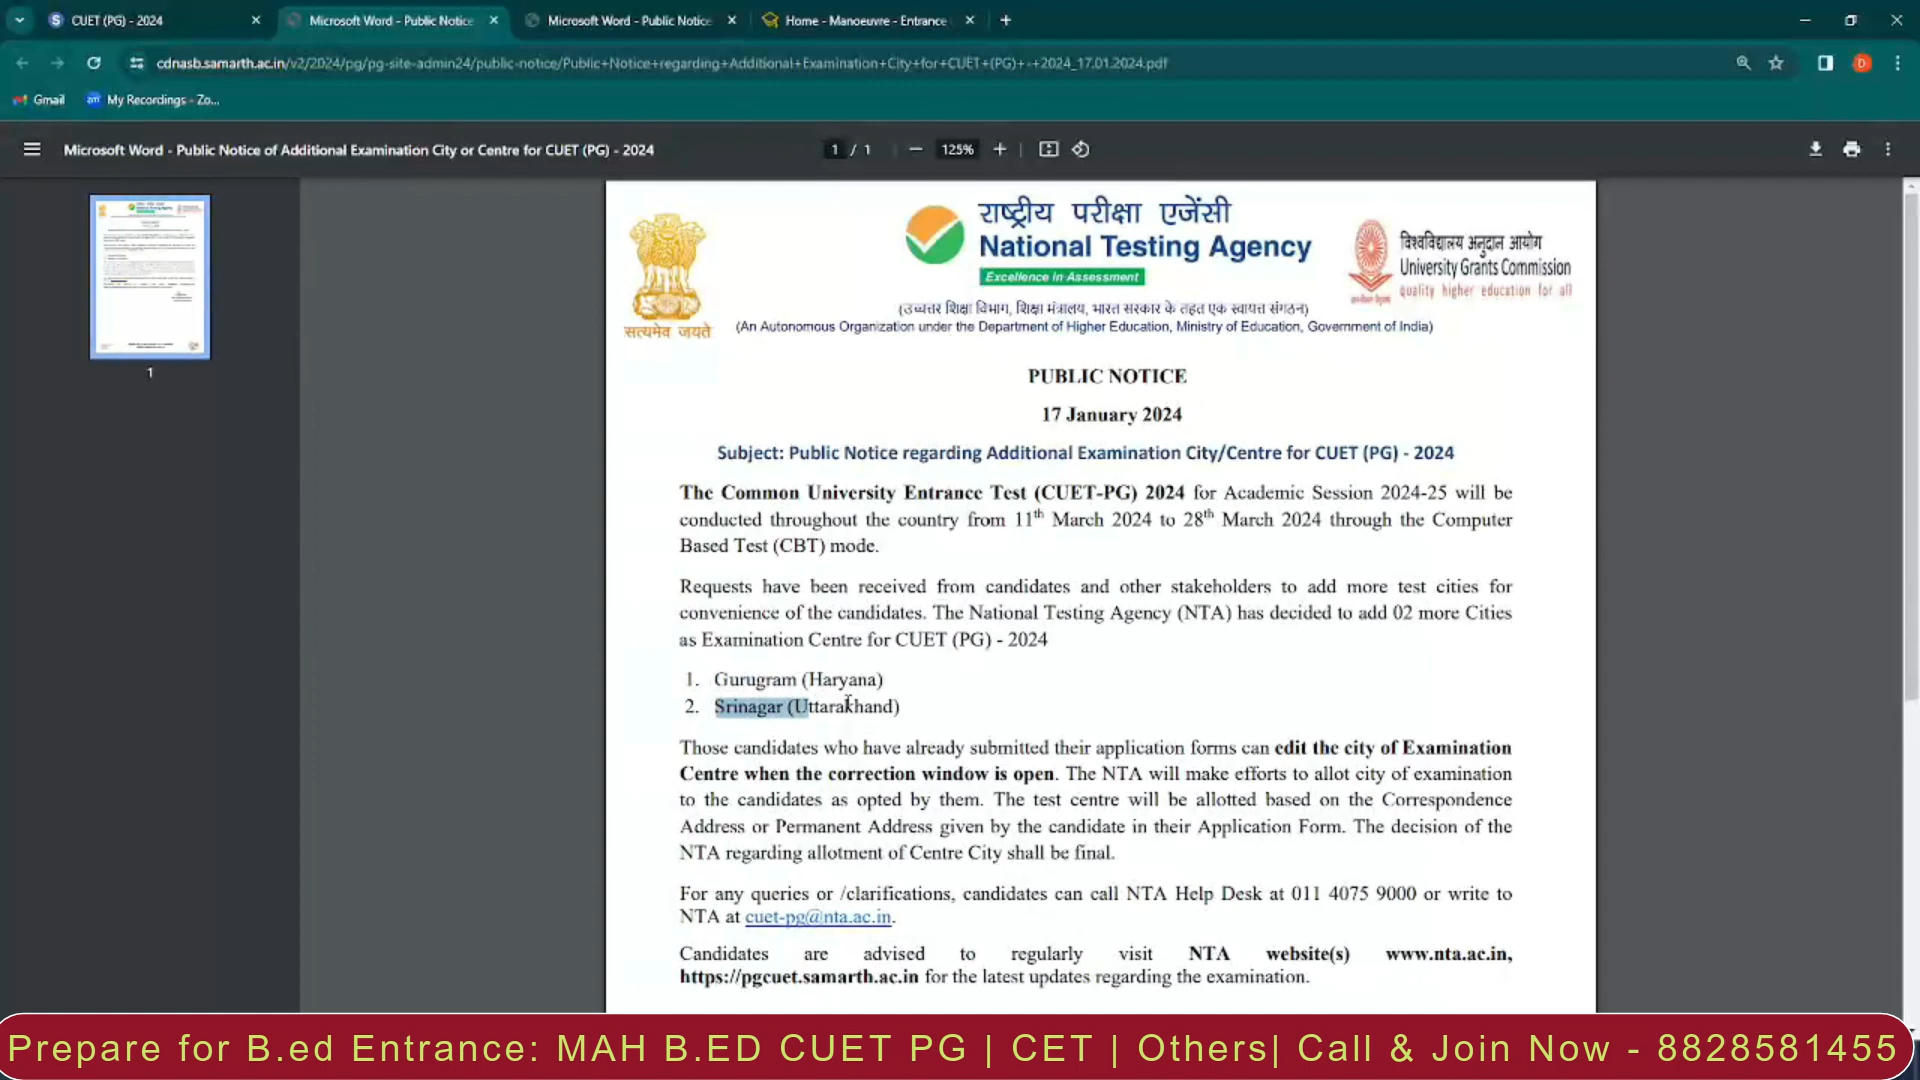 CUET (PG) - 2024
Microsoft Word - Public Notice
Microsoft Word - Public Notice
Home - Manoeuvre - Entrance
cdnasb.samarth.ac.in/v2/2024/pg/pg-site-admin24/public-notice/Public+Notice+regarding+Additional+Examination+City+for+CUET+(PG)+-+2024_17.01.2024.pdf
D
Gmail
My Recordings - Zo...
Microsoft Word - Public Notice of Additional Examination City or Centre for CUET (PG) - 2024
1 / 1
125%
1
राष्ट्रीय परीक्षा एजेंसी
National Testing Agency
Excellence in Assessment
सत्यमेव जयते
विश्वविद्यालय अनुदान आयोग
University Grants Commission
quality higher education for all
(उच्चतर शिक्षा विभाग, शिक्षा मंत्रालय, भारत सरकार के तहत एक स्वायत्त संगठन)
(An Autonomous Organization under the Department of Higher Education, Ministry of Education, Government of India)
PUBLIC NOTICE
17 January 2024
Subject: Public Notice regarding Additional Examination City/Centre for CUET (PG) - 2024
The Common University Entrance Test (CUET-PG) 2024 for Academic Session 2024-25 will be
conducted throughout the country from 11th March 2024 to 28th March 2024 through the Computer
Based Test (CBT) mode.
Requests have been received from candidates and other stakeholders to add more test cities for
convenience of the candidates. The National Testing Agency (NTA) has decided to add 02 more Cities
as Examination Centre for CUET (PG) - 2024
1. Gurugram (Haryana)
2. Srinagar (Uttarakhand)
Those candidates who have already submitted their application forms can edit the city of Examination
Centre when the correction window is open. The NTA will make efforts to allot city of examination
to the candidates as opted by them. The test centre will be allotted based on the Correspondence
Address or Permanent Address given by the candidate in their Application Form. The decision of the
NTA regarding allotment of Centre City shall be final.
For any queries or /clarifications, candidates can call NTA Help Desk at 011 4075 9000 or write to
NTA at cuet-pg@nta.ac.in.
Candidates are advised to regularly visit NTA website(s) www.nta.ac.in,
https://pgcuet.samarth.ac.in for the latest updates regarding the examination.
Prepare for B.ed Entrance: MAH B.ED CUET PG | CET | Others| Call & Join Now - 8828581455